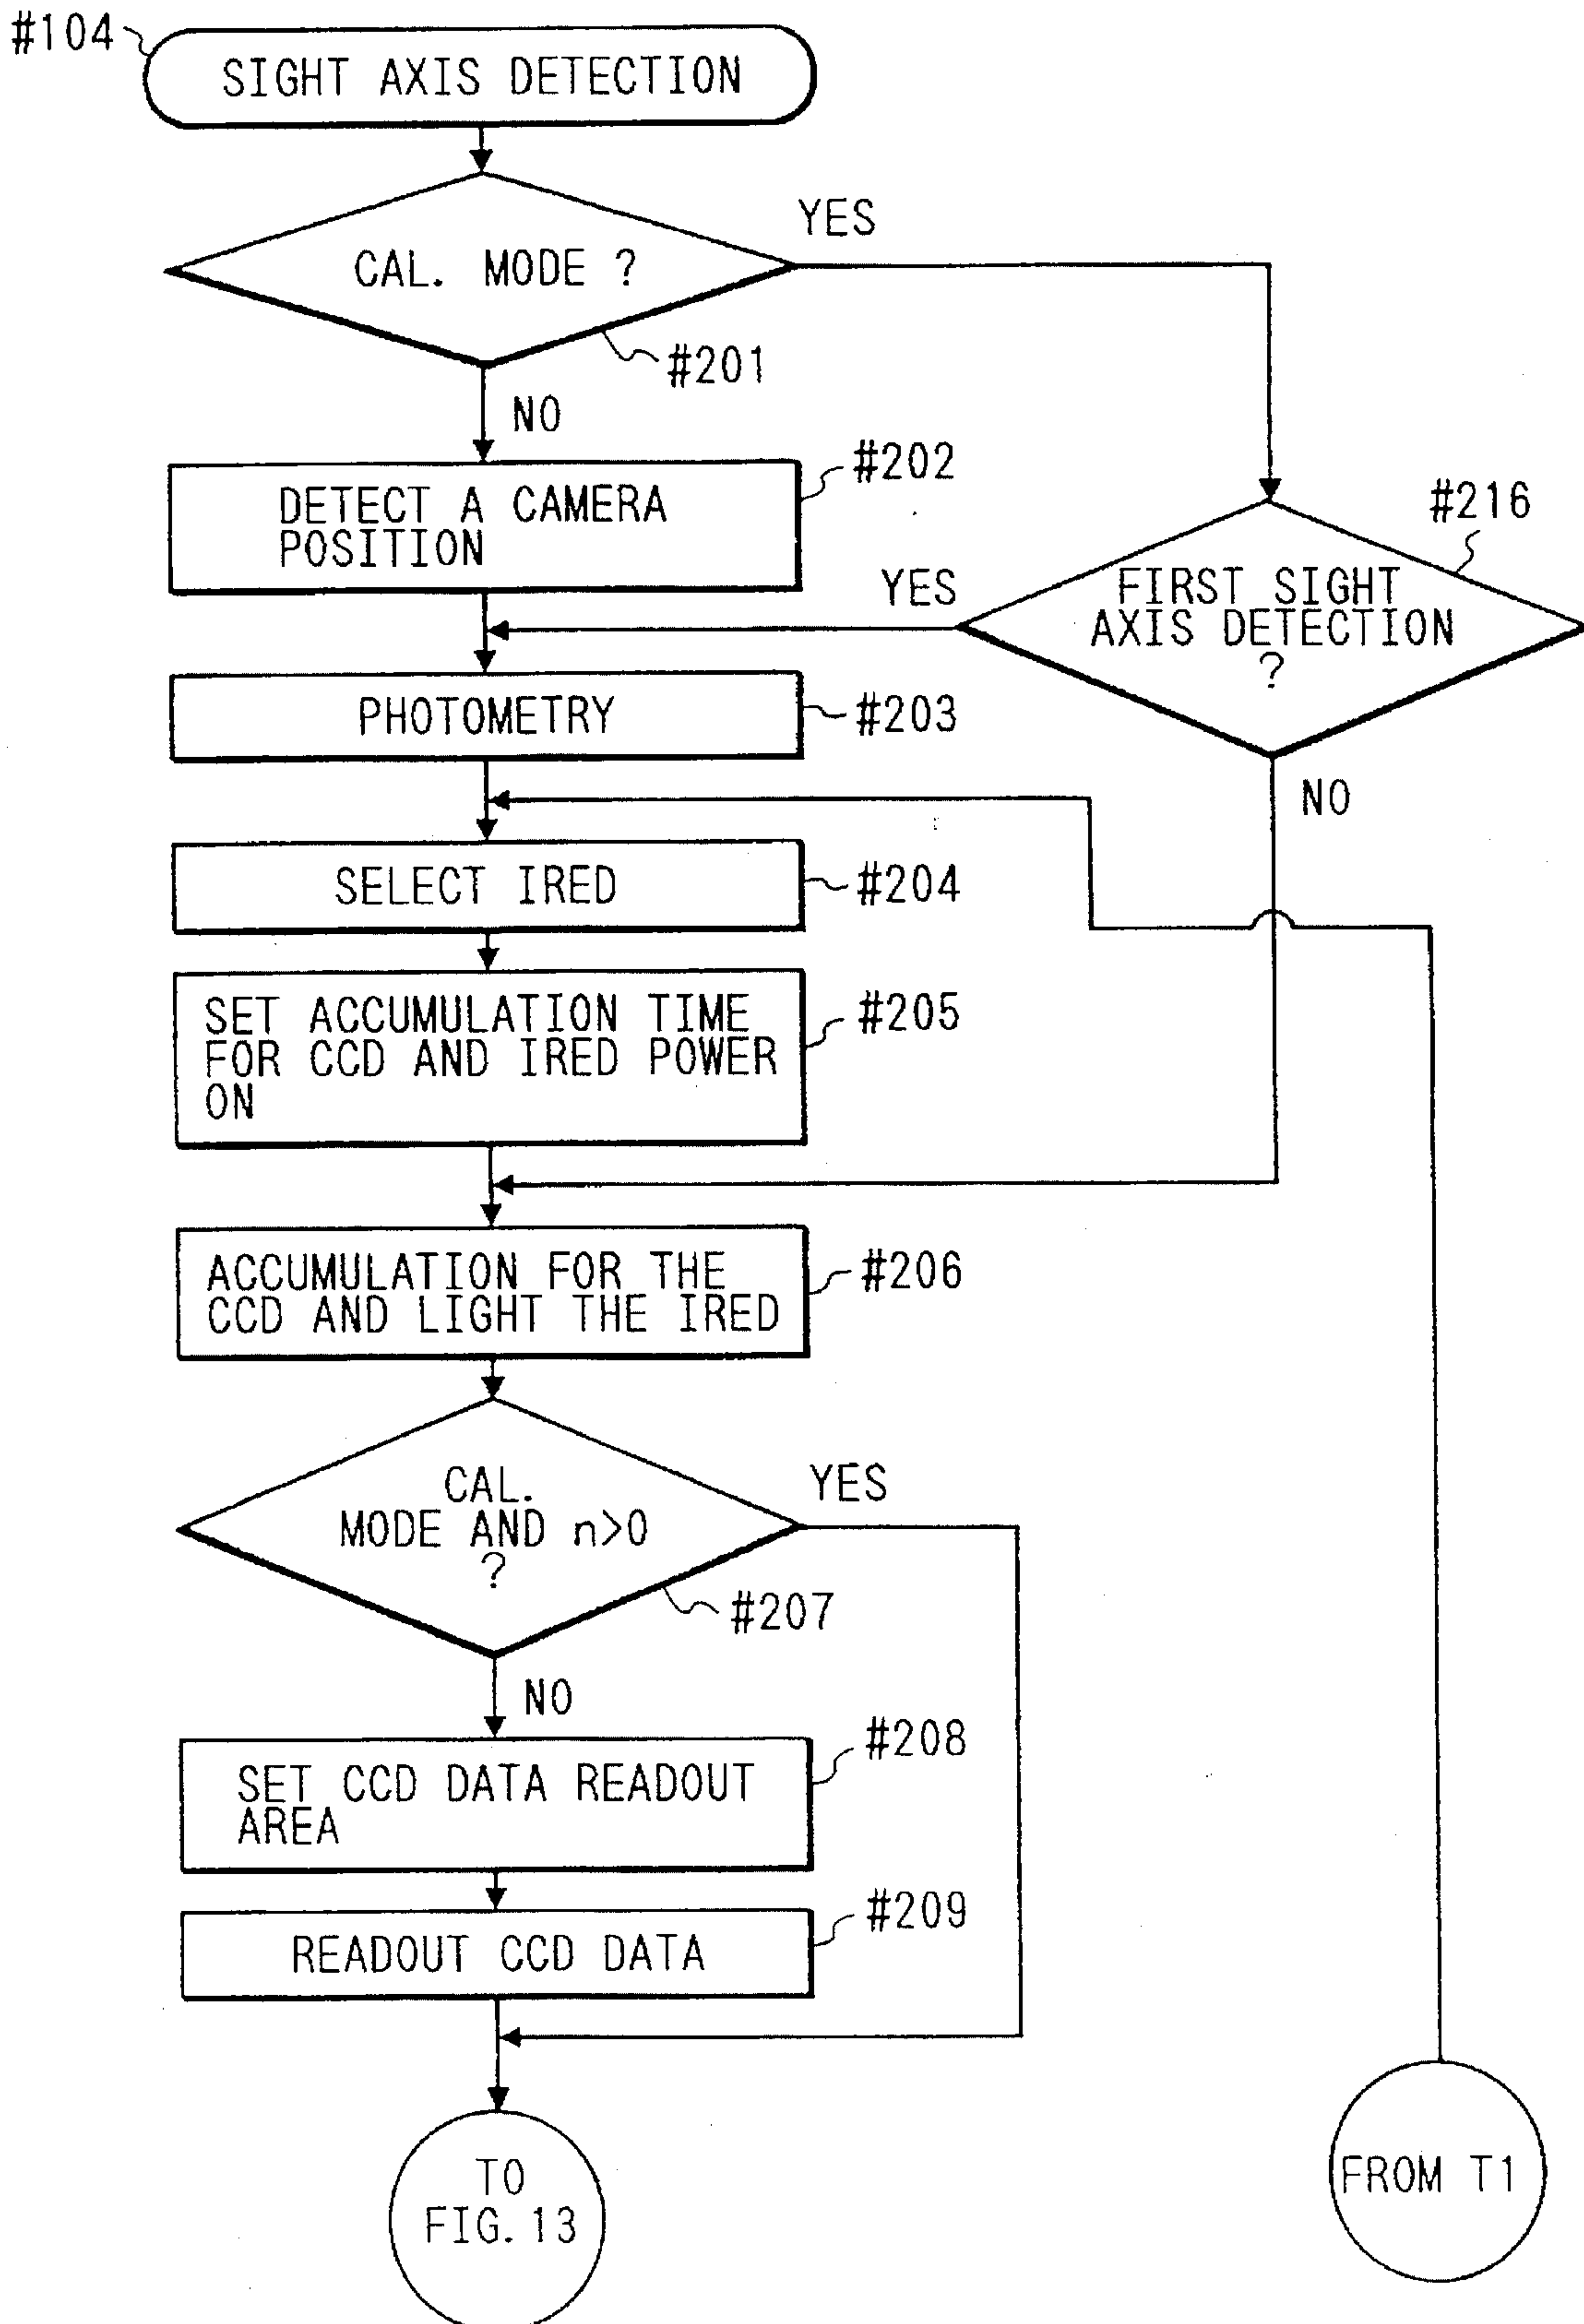 #104
SIGHT AXIS DETECTION
YES
CAL. MODE ?
#201
NO
#202
DETECT A CAMERA
POSITION
#216
YES
FIRST SIGHT
AXIS DETECTION
?
PHOTOMETRY
#203
NO
SELECT IRED
#204
SET ACCUMULATION TIME
FOR CCD AND IRED POWER
ON
#205
ACCUMULATION FOR THE
CCD AND LIGHT THE IRED
#206
CAL.
MODE AND n>0
?
YES
#207
NO
#208
SET CCD DATA READOUT
AREA
#209
READOUT CCD DATA
TO
FIG. 13
FROM T1